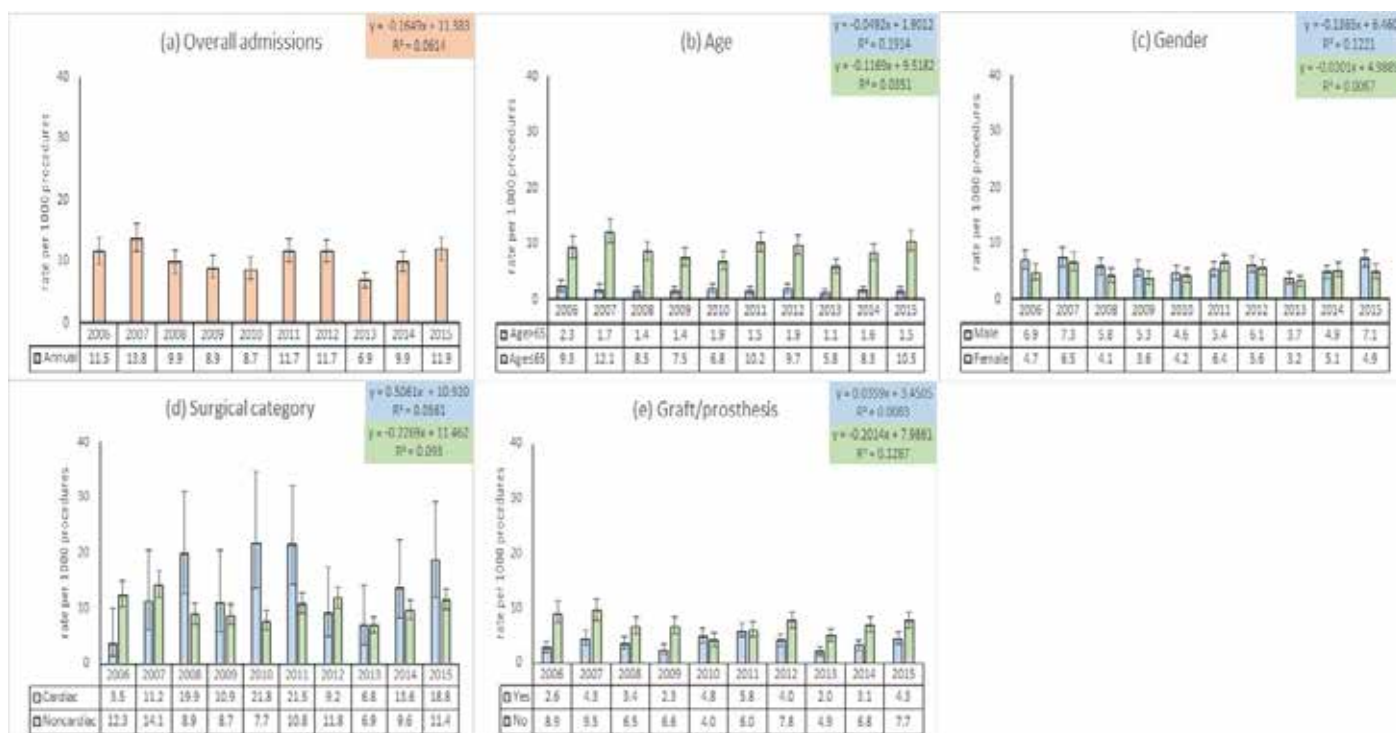 (a) Overall admissions
R² = 0.0614
rate per 1000 procedures
40
30
20
10
0
2006 2007 2008 2009 2010 2011 2012 2013 2014 2015
Annual 11.5 13.8 9.9 8.9 8.7 11.7 11.7 6.9 9.9 11.9
(b) Age
y = -0.0492x + 1.9012
R² = 0.1914
y = -0.1169x + 9.5182
R² = 0.0351
rate per 1000 procedures
40
30
20
10
0
2006 2007 2008 2009 2010 2011 2012 2013 2014 2015
2.3 1.7 1.4 1.4 1.9 1.5 1.9 1.1 1.6 1.5
9.3 12.1 8.5 7.5 6.8 10.2 9.7 5.8 8.3 10.5
(c) Gender
R² = 0.1221
R² = 0.0067
rate per 1000 procedures
40
30
20
10
0
2006 2007 2008 2009 2010 2011 2012 2013 2014 2015
Male 6.9 7.3 5.8 5.3 4.6 5.4 6.1 3.7 4.9 7.1
Female 4.7 6.5 4.1 3.6 4.2 6.4 5.6 3.2 5.1 4.9
(d) Surgical category
R² = 0.0561
y = -0.2269x + 11.462
R² = 0.093
rate per 1000 procedures
40
30
20
10
0
2006 2007 2008 2009 2010 2011 2012 2013 2014 2015
Cardiac 3.5 11.2 19.9 10.9 21.8 21.5 9.2 6.8 13.6 18.8
Noncardiac 12.3 14.1 8.9 8.7 7.7 10.8 11.8 6.9 9.6 11.4
(e) Graft/prosthesis
y = 0.0359x + 3.4505
R² = 0.0083
y = -0.2014x + 7.9881
R² = 0.1267
rate per 1000 procedures
40
30
20
10
0
2006 2007 2008 2009 2010 2011 2012 2013 2014 2015
Yes 2.6 4.3 3.4 2.3 4.8 5.8 4.0 2.0 3.1 4.3
No 8.9 9.5 6.5 6.6 4.0 6.0 7.8 4.9 6.8 7.7